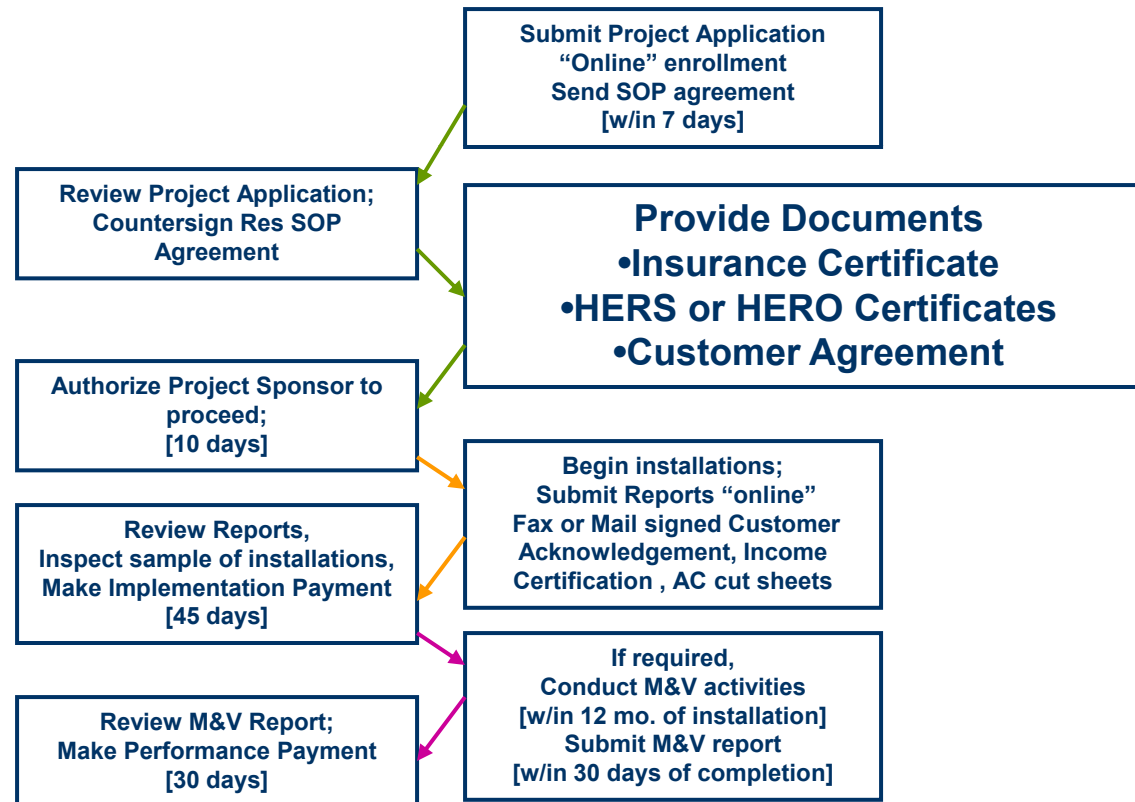 Submit Project Application
“Online” enrollment
Send SOP agreement
[w/in 7 days]
Review Project Application;
Countersign Res SOP
Agreement
Provide Documents
•Insurance Certificate
•HERS or HERO Certificates
•Customer Agreement
Authorize Project Sponsor to
proceed;
[10 days]
Begin installations;
Submit Reports “online”
Fax or Mail signed Customer
Acknowledgement, Income
Certification , AC cut sheets
Review Reports,
Inspect sample of installations,
Make Implementation Payment
[45 days]
If required,
Conduct M&V activities
[w/in 12 mo. of installation]
Submit M&V report
[w/in 30 days of completion]
Review M&V Report;
Make Performance Payment
[30 days]